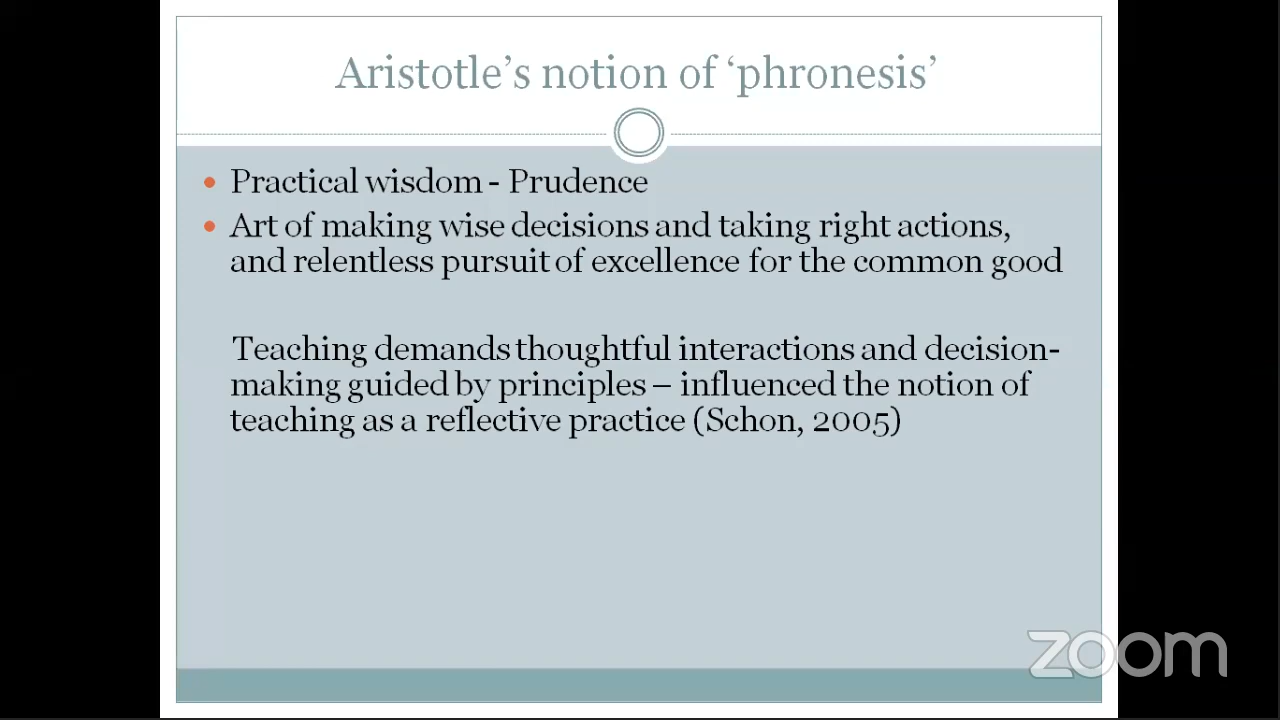 Aristotle’s notion of ‘phronesis’
Practical wisdom - Prudence
Art of making wise decisions and taking right actions,
and relentless pursuit of excellence for the common good
Teaching demands thoughtful interactions and decision-
making guided by principles – influenced the notion of
teaching as a reflective practice (Schon, 2005)
zoom